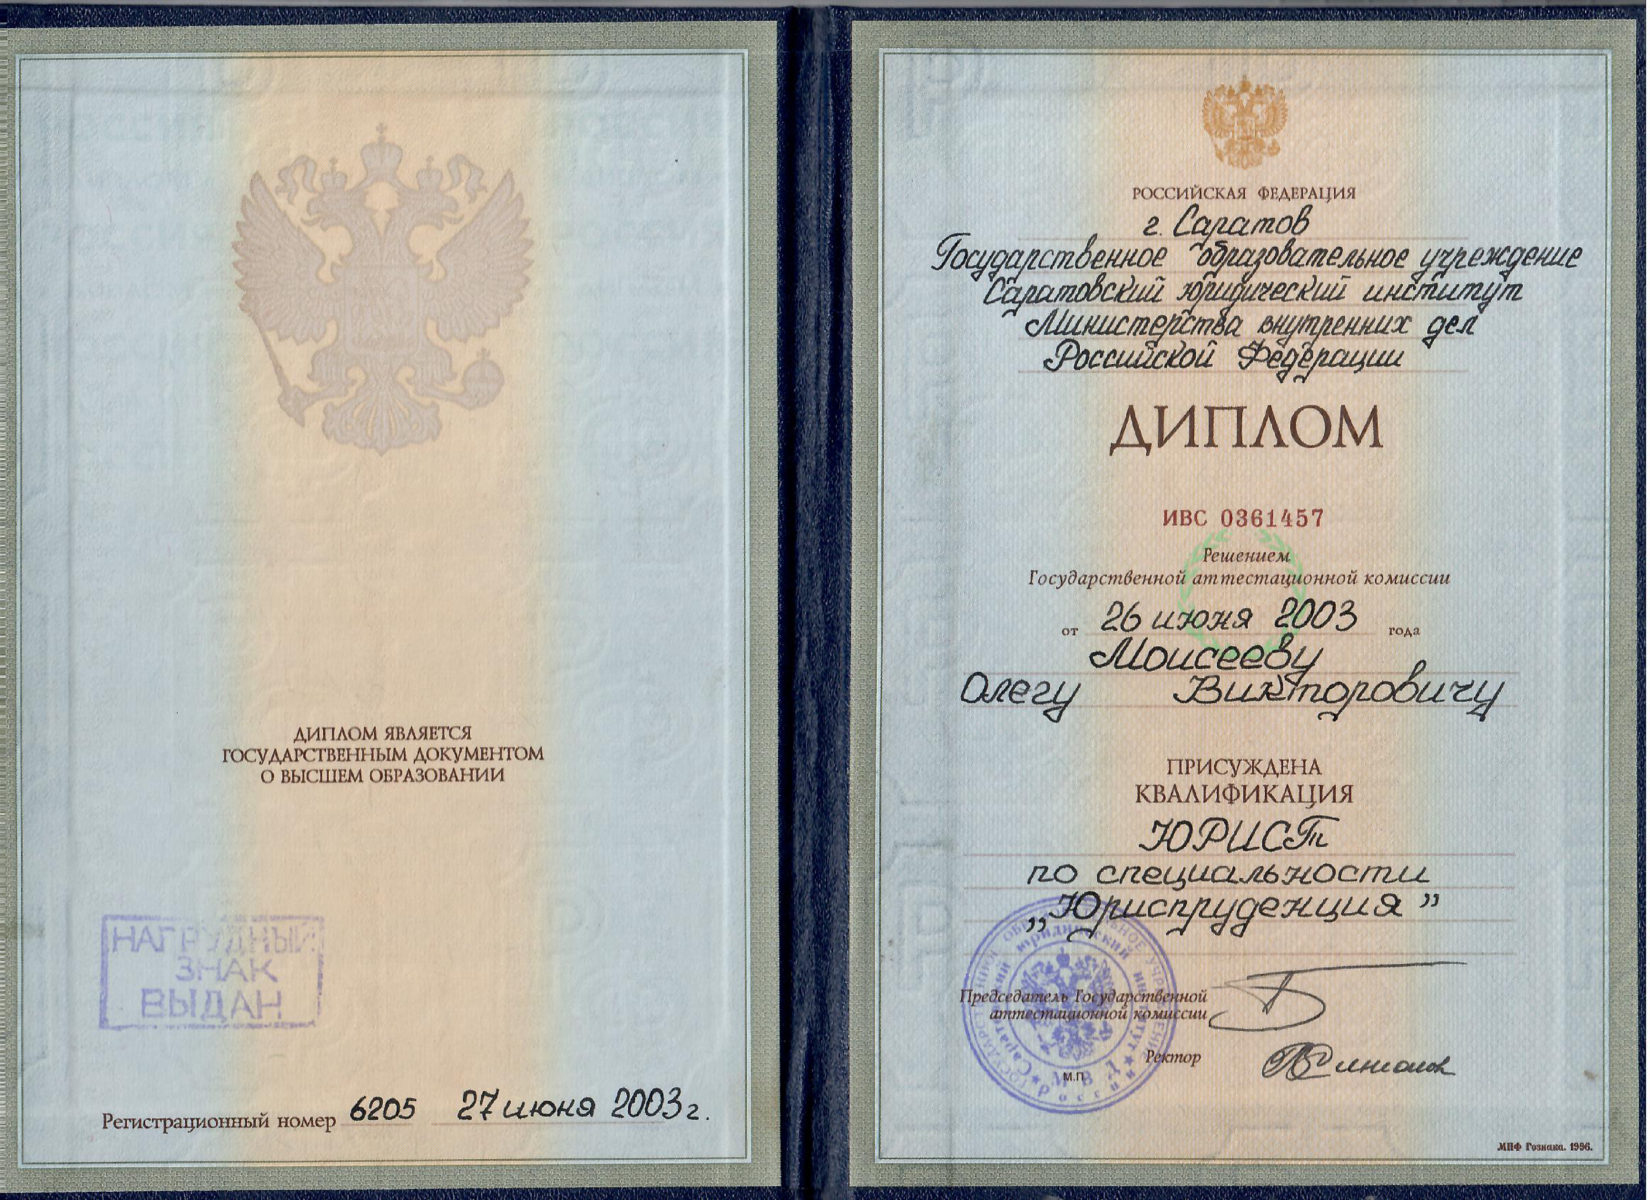 ДИПЛОМ ЯВЛЯЕТСЯ
ГОСУДАРСТВЕННЫМ ДОКУМЕНТОМ
О ВЫСШЕМ ОБРАЗОВАНИИ
НАГРУДНЫЙ
ЗНАК
ВЫДАН
Регистрационный номер 6205 27 июня 2003 г.
РОССИЙСКАЯ ФЕДЕРАЦИЯ
г. Саратов
Государственное образовательное учреждение
Саратовский юридический институт
Министерства внутренних дел
Российской Федерации
ДИПЛОМ
ИВС 0361457
Решением
Государственной аттестационной комиссии
от 26 июня 2003 года
Моисееву
Олегу Викторовичу
ПРИСУЖДЕНА
КВАЛИФИКАЦИЯ
ЮРИСТ
по специальности
„Юриспруденция”
Председатель Государственной
аттестационной комиссии
Ректор
М.П.
МПФ Гознака. 1996.